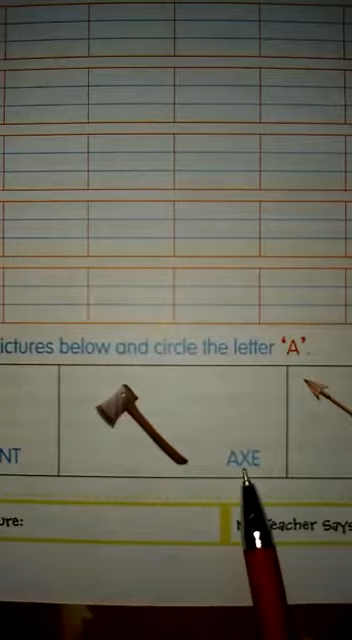 ictures below and circle the letter 'A'.
NT
AXE
ure:
Teacher Says